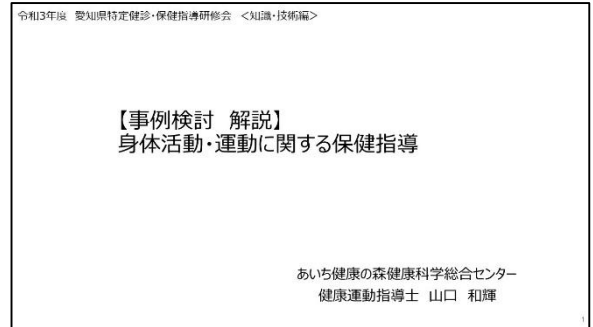 令和3年度 愛知県特定健診・保健指導研修会 <知識・技術編>
【事例検討 解説】
身体活動・運動に関する保健指導
あいち健康の森健康科学総合センター
健康運動指導士 山口 和輝
1